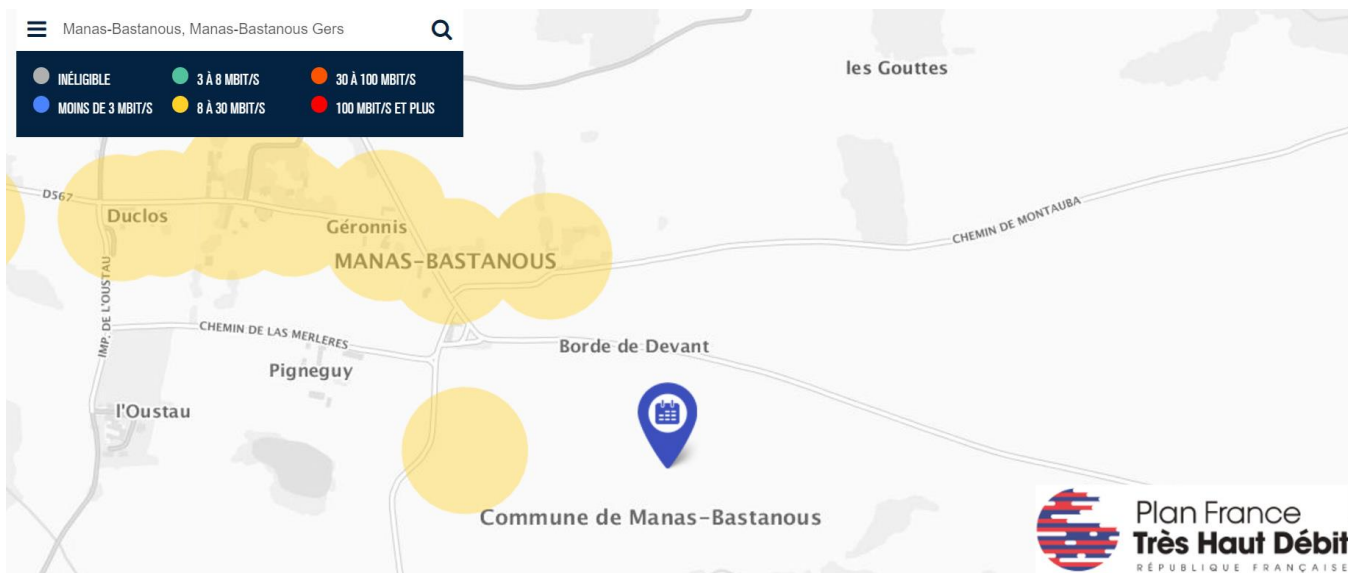 Manas-Bastanous, Manas-Bastanous Gers
INÉLIGIBLE
3 À 8 MBIT/S
30 À 100 MBIT/S
MOINS DE 3 MBIT/S
8 À 30 MBIT/S
100 MBIT/S ET PLUS
les Gouttes
D567
Duclos
Géronnis
CHEMIN DE MONTAUBA
MANAS-BASTANOUS
IMP. DE L'OUSTAU
CHEMIN DE LAS MERLERES
Borde de Devant
Pigneguy
l'Oustau
Commune de Manas-Bastanous
Plan France
Très Haut Débit
RÉPUBLIQUE FRANÇAISE